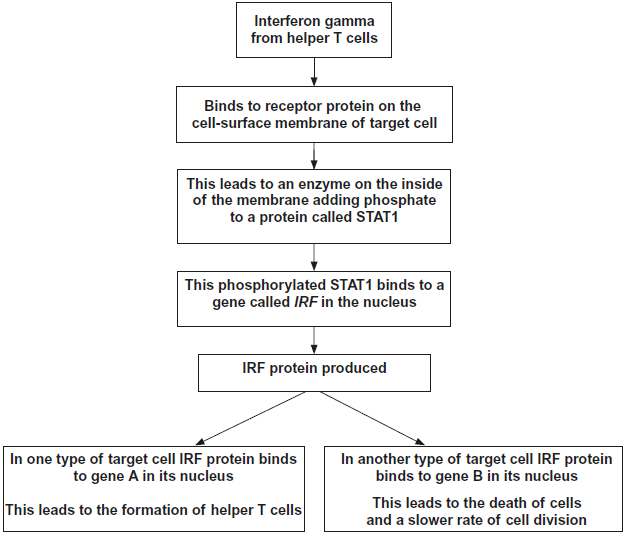 Interferon gamma
from helper T cells
Binds to receptor protein on the
cell-surface membrane of target cell
This leads to an enzyme on the inside
of the membrane adding phosphate
to a protein called STAT1
This phosphorylated STAT1 binds to a
gene called IRF in the nucleus
IRF protein produced
In one type of target cell IRF protein binds
to gene A in its nucleus
This leads to the formation of helper T cells
In another type of target cell IRF protein
binds to gene B in its nucleus
This leads to the death of cells
and a slower rate of cell division